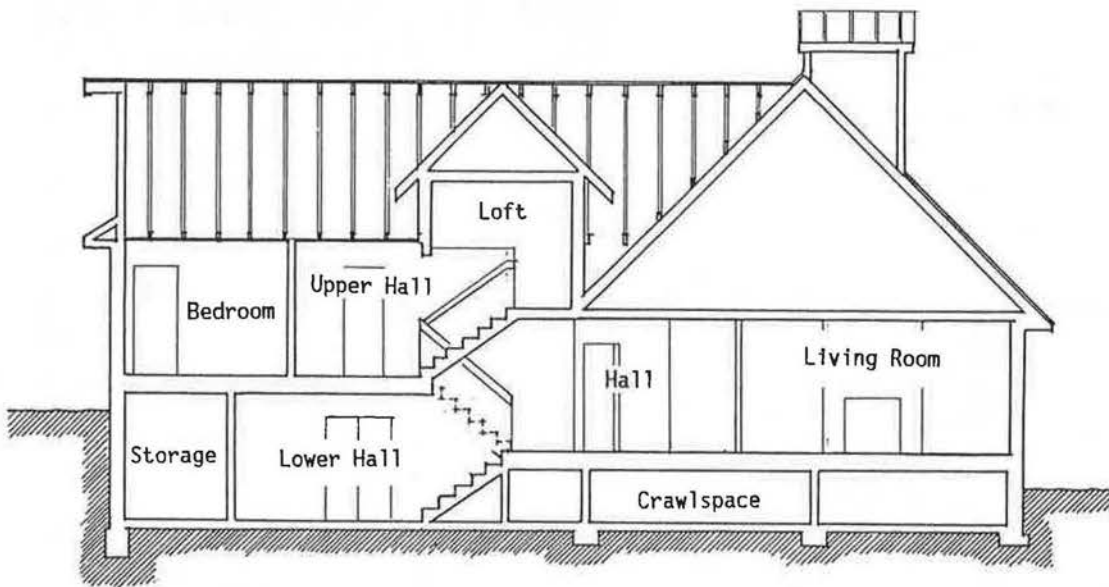 Loft
Upper Hall
Bedroom
Living Room
Hall
Storage
Lower Hall
Crawlspace